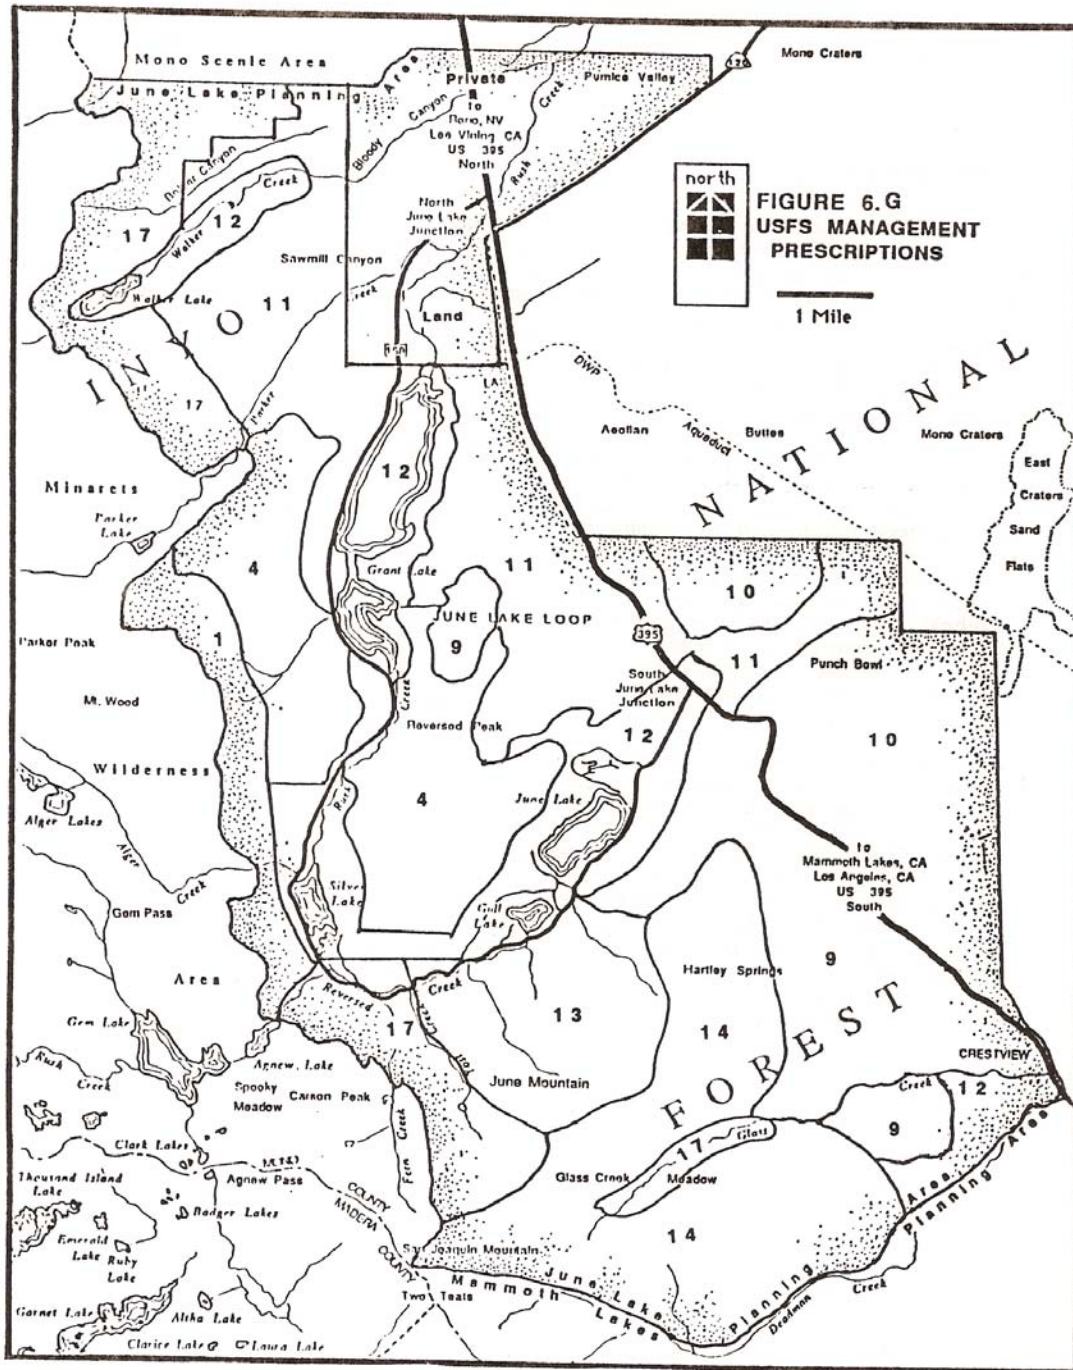 Mono Scenic Area
June Lake Planning Area
Private
to
Reno, NV
Lee Vining CA
US 395
North
Pumice Valley
120
Mono Craters
Bloody Canyon
Rush Creek
north
FIGURE 6.G
USFS MANAGEMENT
PRESCRIPTIONS
1 Mile
Canyon
17
12
Walker Creek
North
June Lake
Junction
Sawmill Canyon
Walker Lake
11
Parker Creek
Land
INYO
17
LA
DWP Aqueduct
Aeolian Buttes
NATIONAL
Mono Craters
East
Craters
Sand
Flats
Minarets
Parker
Lake
12
4
Grant Lake
11
10
JUNE LAKE LOOP
395
1
9
Parker Peak
11
Punch Bowl
Mt. Wood
South
June Lake
Junction
Creek
Reversed Peak
12
10
Wilderness
4
Rush
June Lake
Alger Lakes
Alger Creek
to
Mammoth Lakes, CA
Los Angeles, CA
US 395
South
Silver
Lake
Gull
Lake
Gem Pass
Area
Hartley Springs
9
Reversed Creek
Gem Lake
17
13
14
FOREST
Rush
Creek
Agnew Lake
CRESTVIEW
Spooky
Meadow
Carson Peak
June Mountain
Creek
12
9
Fern Creek
Clark Lakes
17
Glass
Thousand Island
Lake
Agnew Pass
COUNTY
MADERA
COUNTY
Glass Creek Meadow
Badger Lakes
14
Emerald
Lake
Ruby
Lake
San Joaquin Mountain
June Lake Planning Area
Mammoth Lakes Planning Area
Two Teats
Deadman Creek
Garnet Lake
Altha Lake
Clarice Lake
Laura Lake